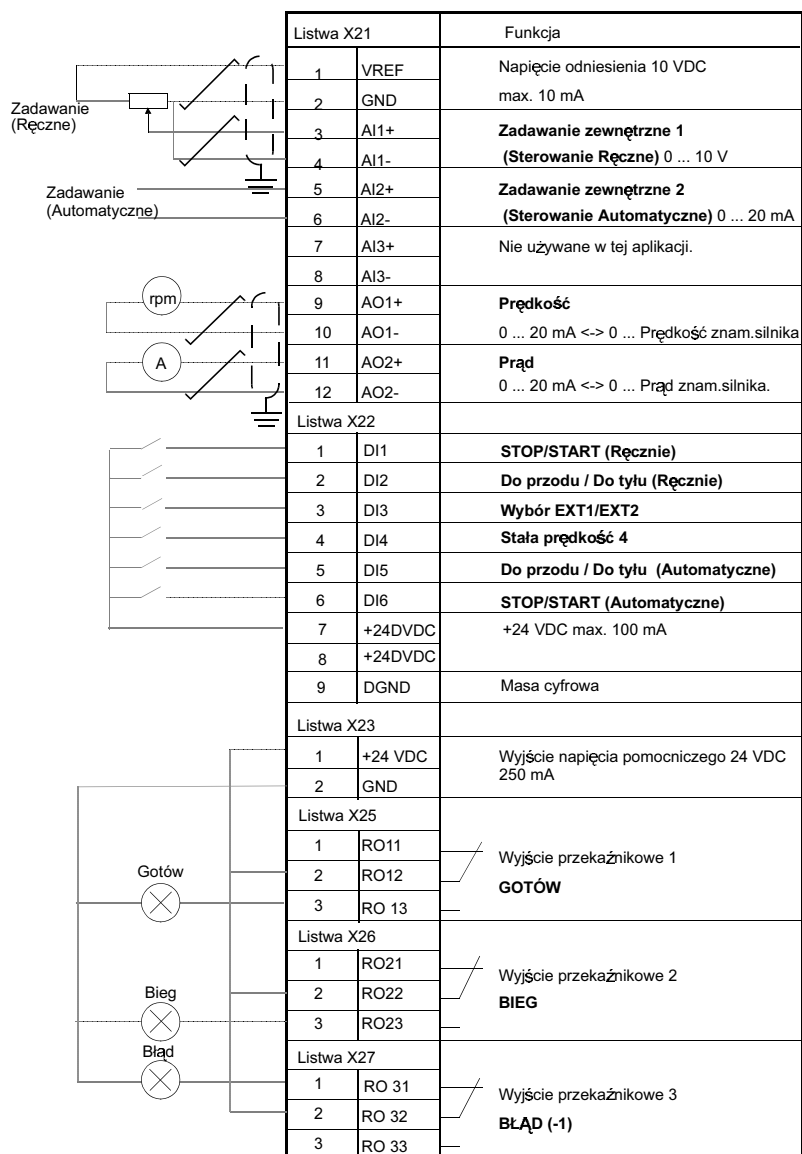 Listwa X21 Funkcja
1 VREF Napięcie odniesienia 10 VDC
2 GND max. 10 mA
Zadawanie
(Ręczne)
3 AI1+ Zadawanie zewnętrzne 1
4 AI1- (Sterowanie Ręczne) 0 ... 10 V
Zadawanie
(Automatyczne)
5 AI2+ Zadawanie zewnętrzne 2
6 AI2- (Sterowanie Automatyczne) 0 ... 20 mA
7 AI3+ Nie używane w tej aplikacji.
8 AI3-
rpm
9 AO1+ Prędkość
10 AO1- 0 ... 20 mA <-> 0 ... Prędkość znam.silnika
A
11 AO2+ Prąd
12 AO2- 0 ... 20 mA <-> 0 ... Prąd znam.silnika.
Listwa X22
1 DI1 STOP/START (Ręcznie)
2 DI2 Do przodu / Do tyłu (Ręcznie)
3 DI3 Wybór EXT1/EXT2
4 DI4 Stała prędkość 4
5 DI5 Do przodu / Do tyłu (Automatyczne)
6 DI6 STOP/START (Automatyczne)
7 +24DVDC +24 VDC max. 100 mA
8 +24DVDC
9 DGND Masa cyfrowa
Listwa X23
1 +24 VDC Wyjście napięcia pomocniczego 24 VDC
250 mA
2 GND
Listwa X25
1 RO11 Wyjście przekaźnikowe 1
Gotów
2 RO12 GOTÓW
3 RO 13
Listwa X26
1 RO21 Wyjście przekaźnikowe 2
Bieg
2 RO22 BIEG
3 RO23
Błąd
Listwa X27
1 RO 31 Wyjście przekaźnikowe 3
2 RO 32 BŁĄD (-1)
3 RO 33